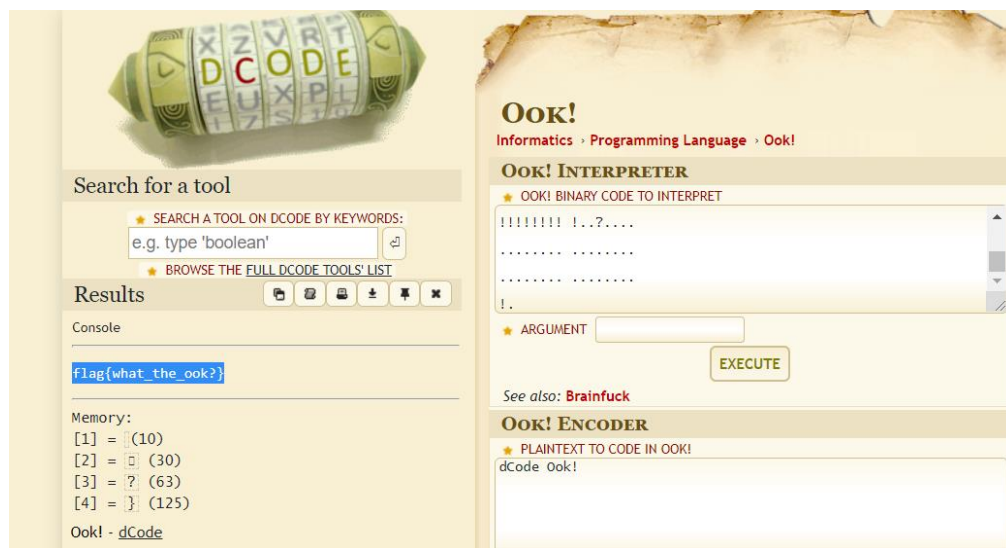 X Z V R T
D C O D E
E U X P L
Search for a tool
SEARCH A TOOL ON DCODE BY KEYWORDS:
e.g. type 'boolean'
BROWSE THE FULL DCODE TOOLS' LIST
Results
Console
flag{what_the_ook?}
Memory:
[1] = (10)
[2] = (30)
[3] = ? (63)
[4] = } (125)
Ook! - dCode
OOK!
Informatics › Programming Language › Ook!
OOK! INTERPRETER
OOK! BINARY CODE TO INTERPRET
!!!!!!!! !..?....
........ ........
........ ........
!.
ARGUMENT
EXECUTE
See also: Brainfuck
OOK! ENCODER
PLAINTEXT TO CODE IN OOK!
dCode Ook!